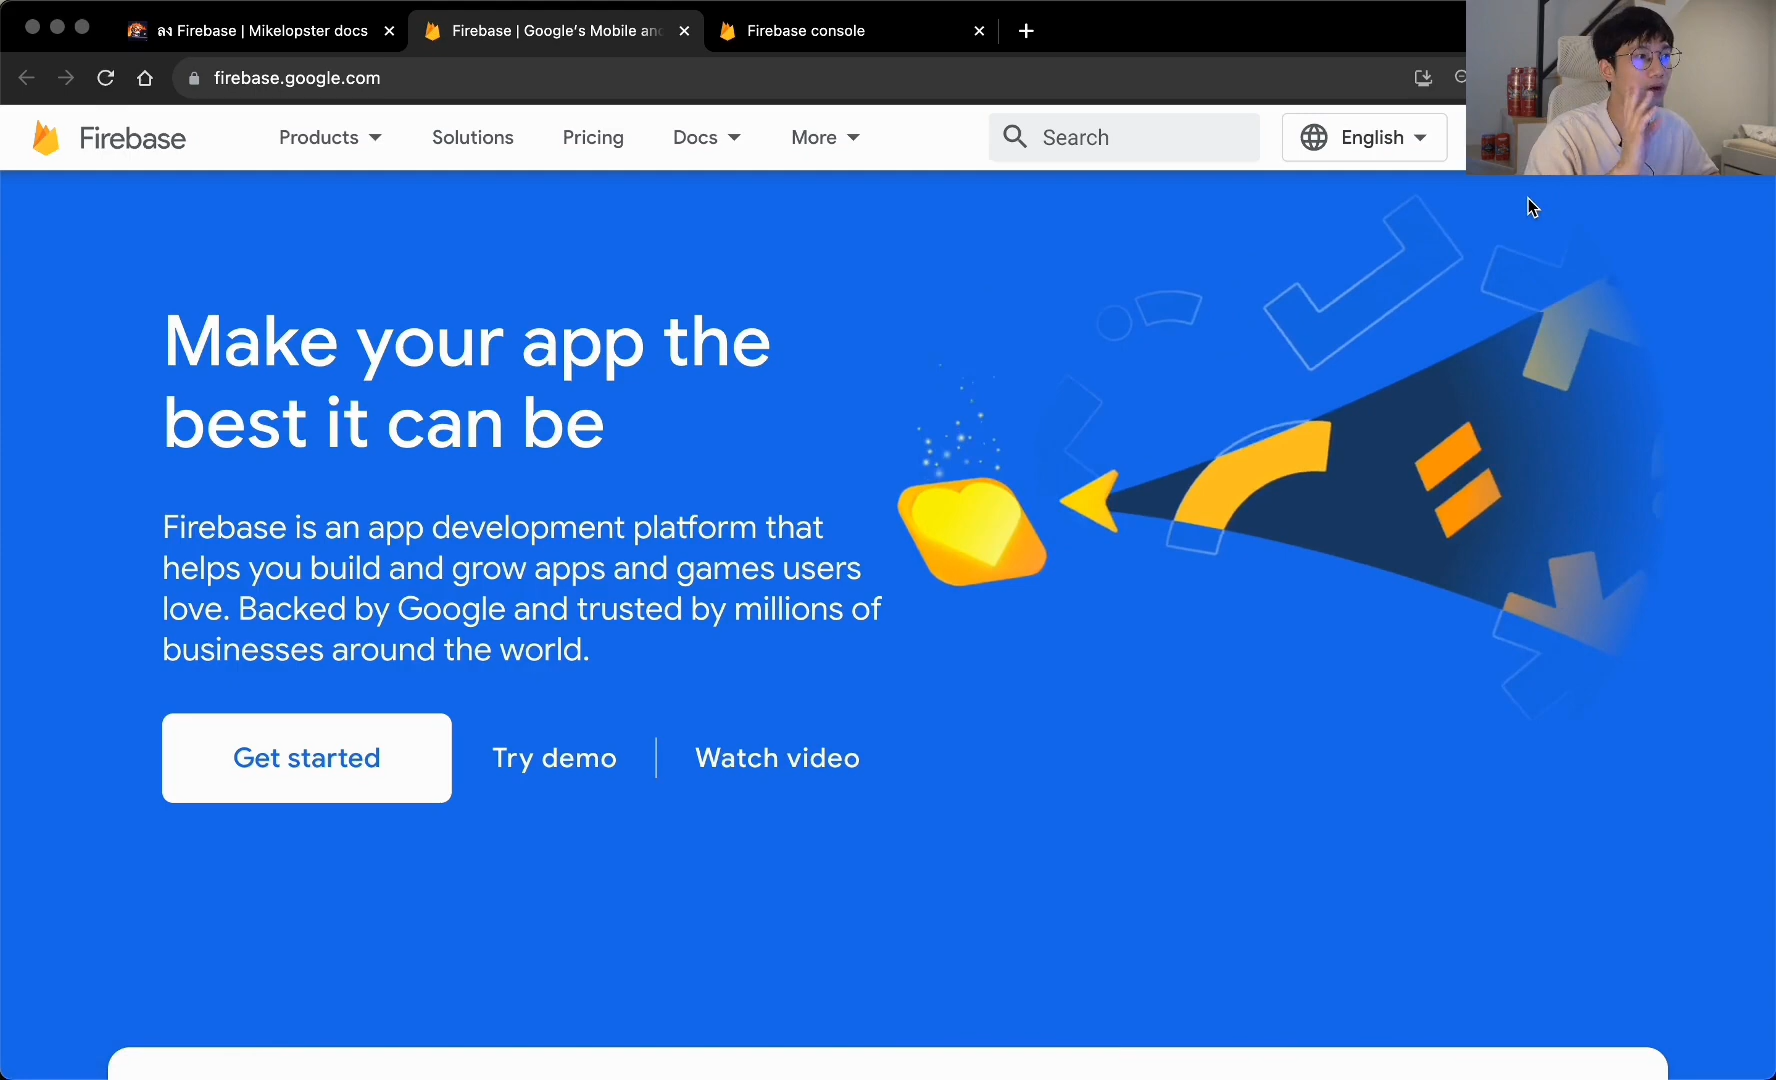 ลง Firebase | Mikelopster docs
Firebase | Google's Mobile an
Firebase console
firebase.google.com
Firebase
Products
Solutions
Pricing
Docs
More
Search
English
Make your app the
best it can be
Firebase is an app development platform that
helps you build and grow apps and games users
love. Backed by Google and trusted by millions of
businesses around the world.
Get started
Try demo
Watch video